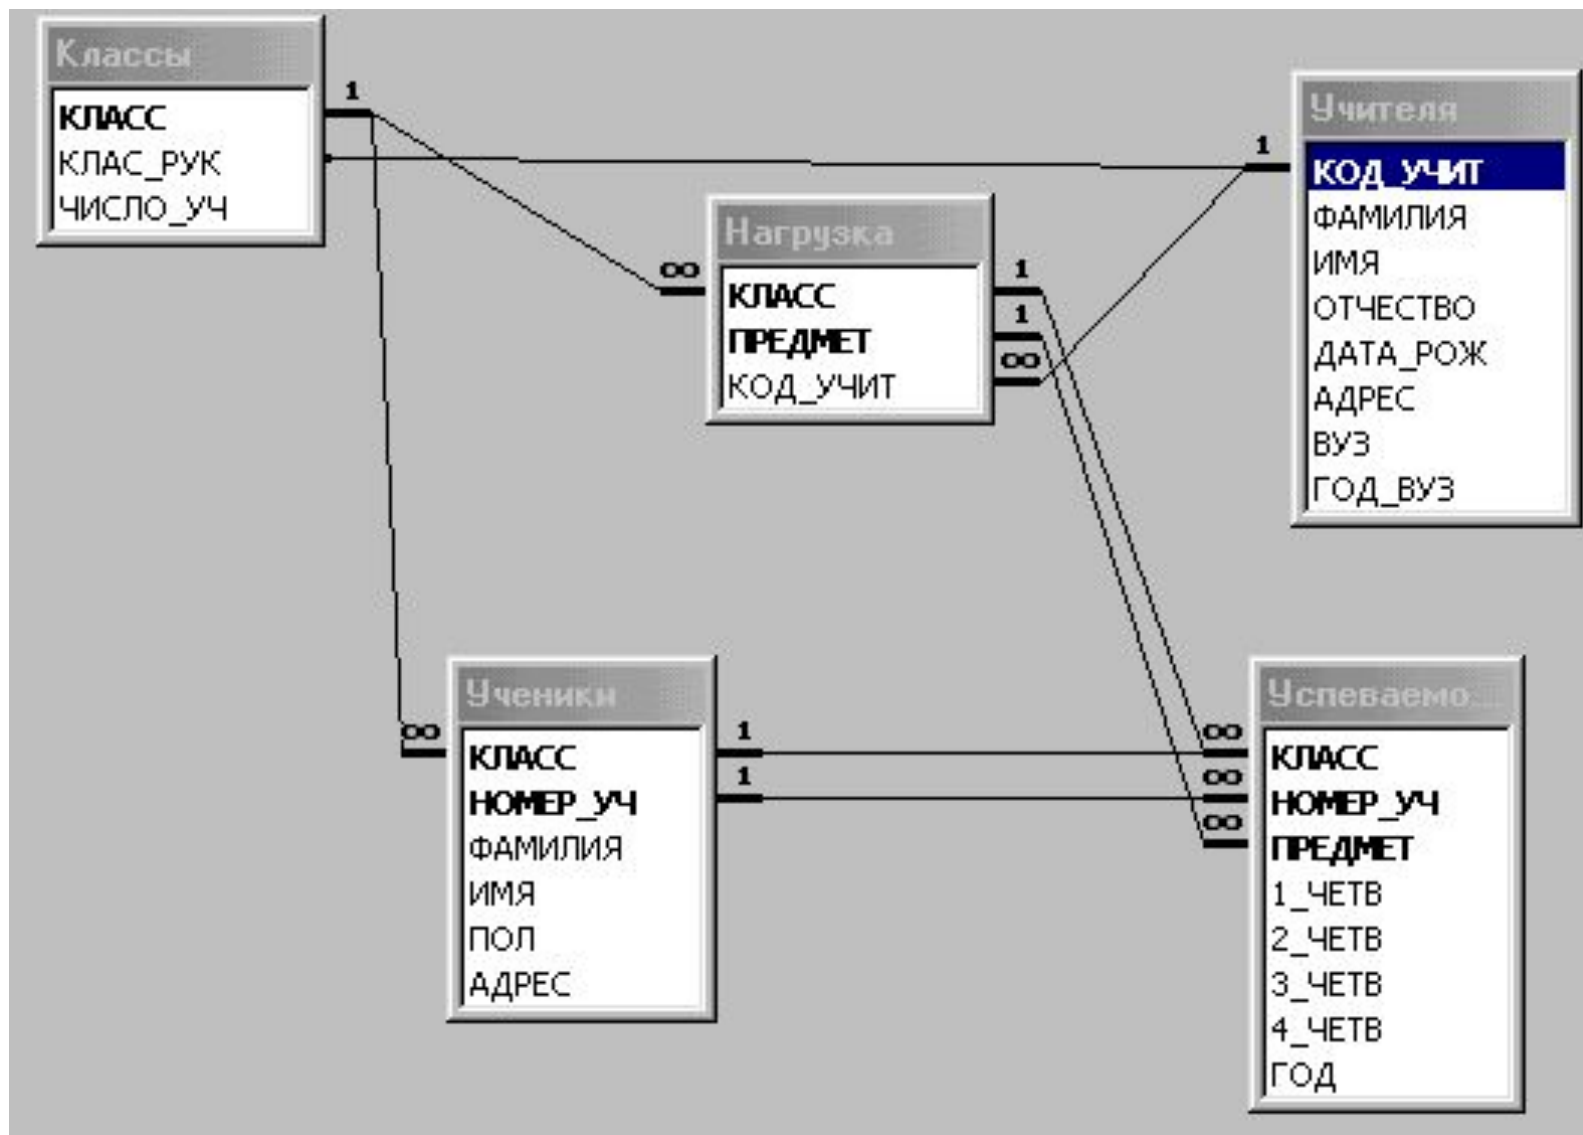 Классы
КЛАСС
КЛАС_РУК
ЧИСЛО_УЧ
1
1
Учителя
КОД_УЧИТ
ФАМИЛИЯ
ИМЯ
ОТЧЕСТВО
ДАТА_РОЖ
АДРЕС
ВУЗ
ГОД_ВУЗ
Нагрузка
КЛАСС
ПРЕДМЕТ
КОД_УЧИТ
∞
1
1
∞
Ученики
КЛАСС
НОМЕР_УЧ
ФАМИЛИЯ
ИМЯ
ПОЛ
АДРЕС
∞
1
1
∞
∞
∞
Успеваемо...
КЛАСС
НОМЕР_УЧ
ПРЕДМЕТ
1_ЧЕТВ
2_ЧЕТВ
3_ЧЕТВ
4_ЧЕТВ
ГОД